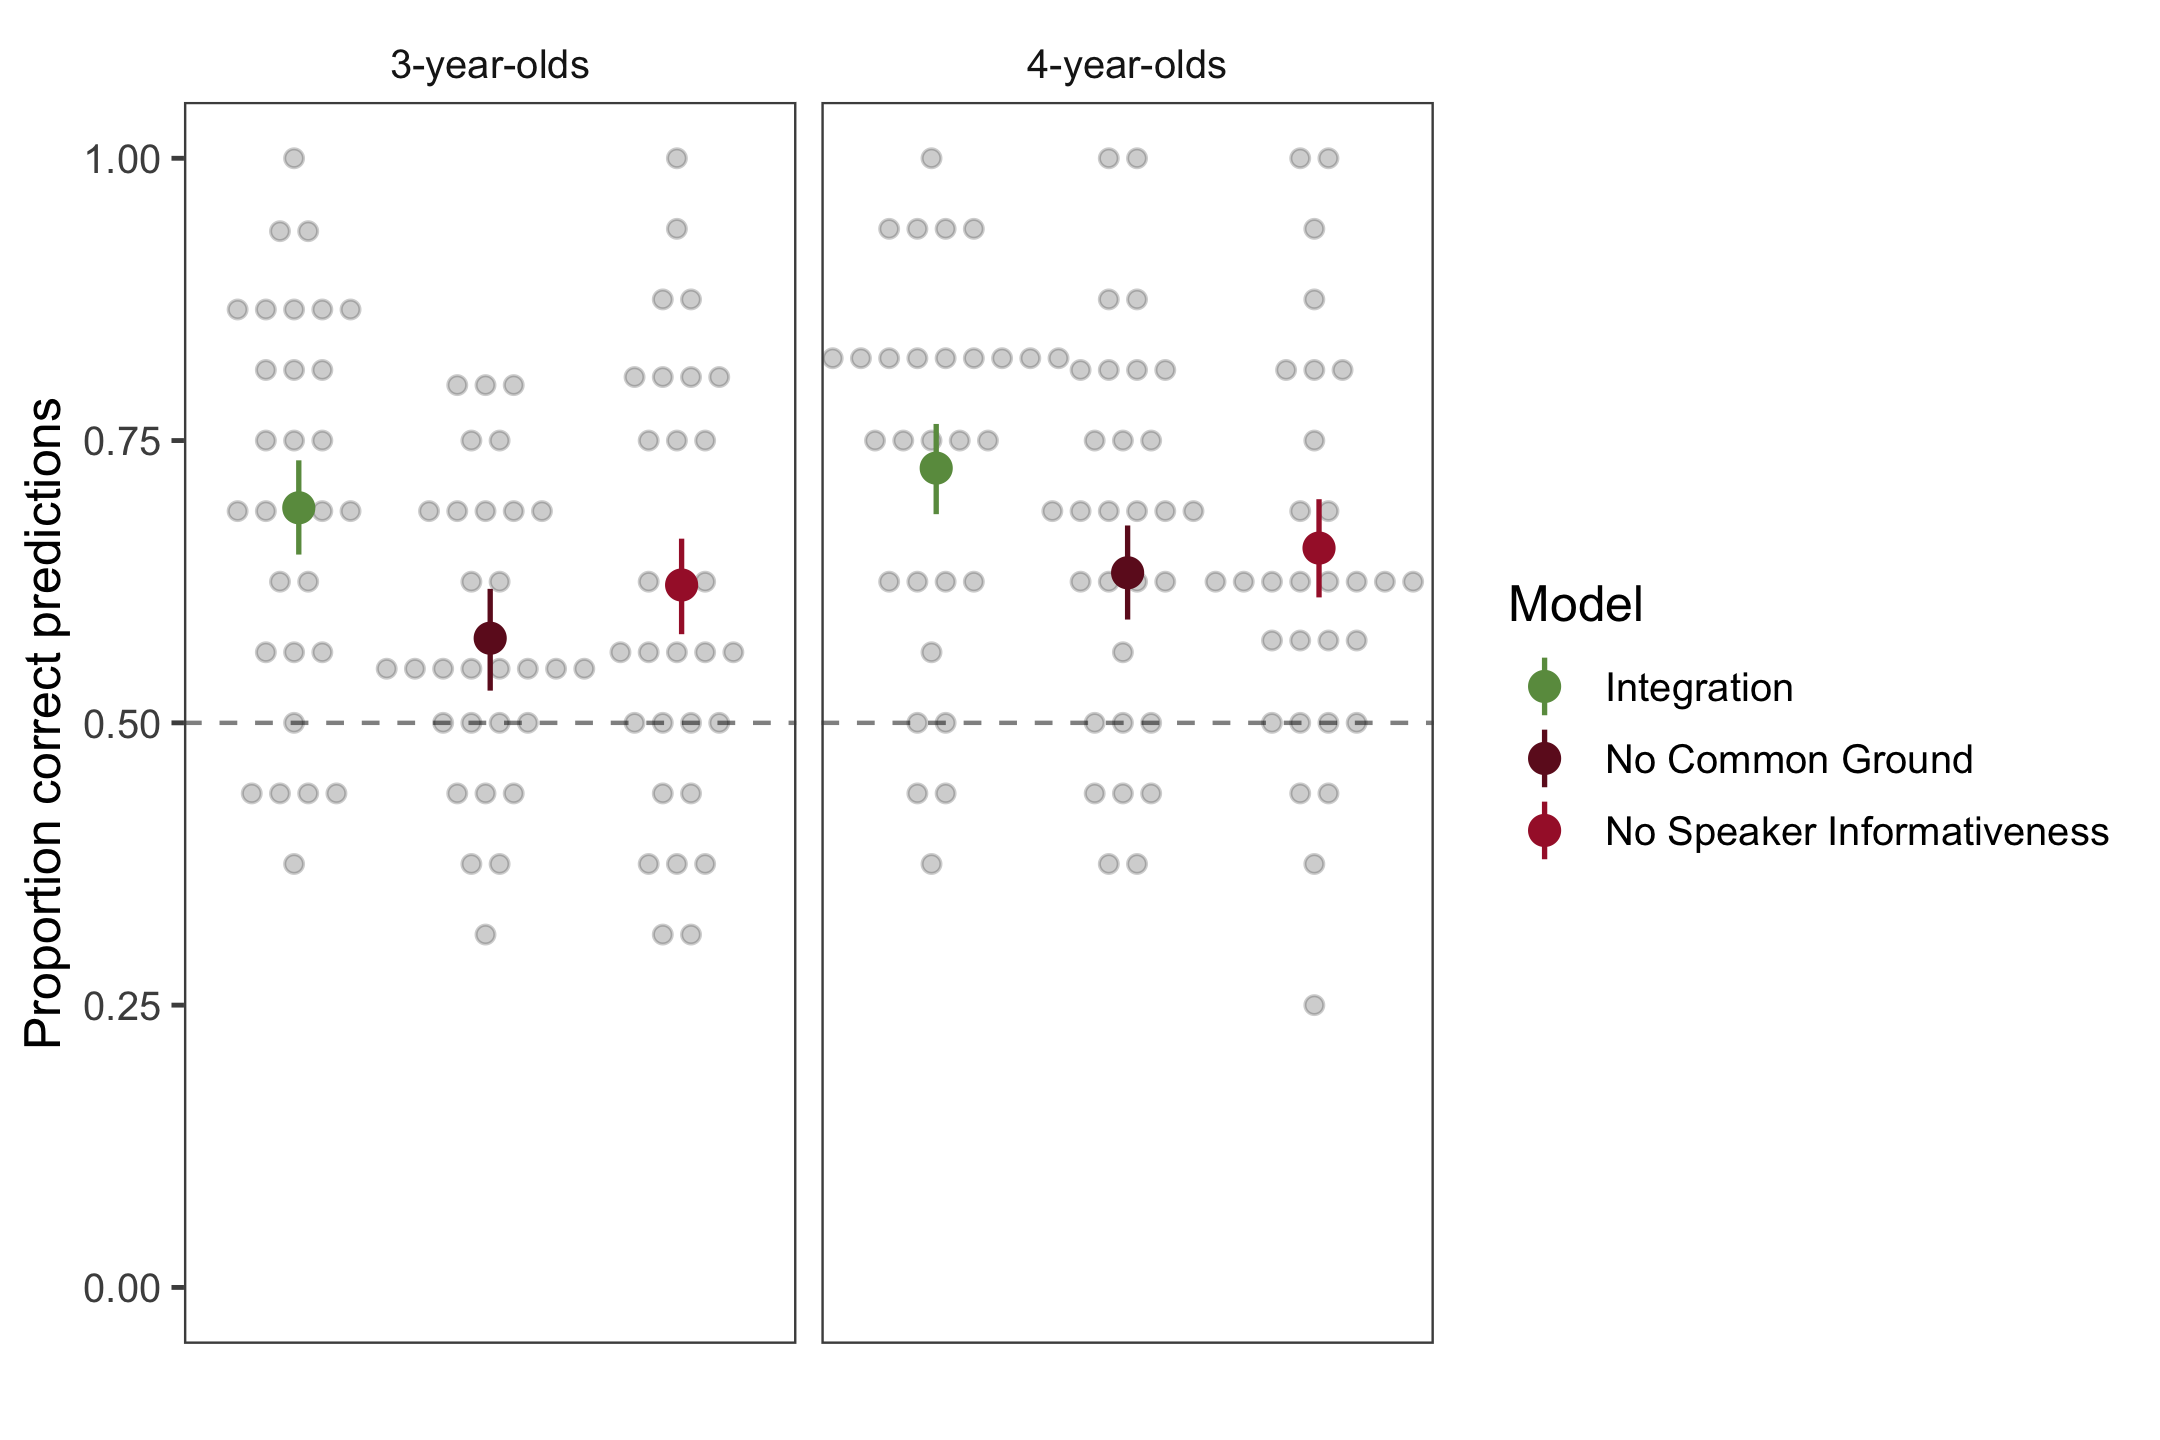 3-year-olds
4-year-olds
1.00
0.75
0.50
0.25
0.00
Proportion correct predictions
Model
Integration
No Common Ground
No Speaker Informativeness